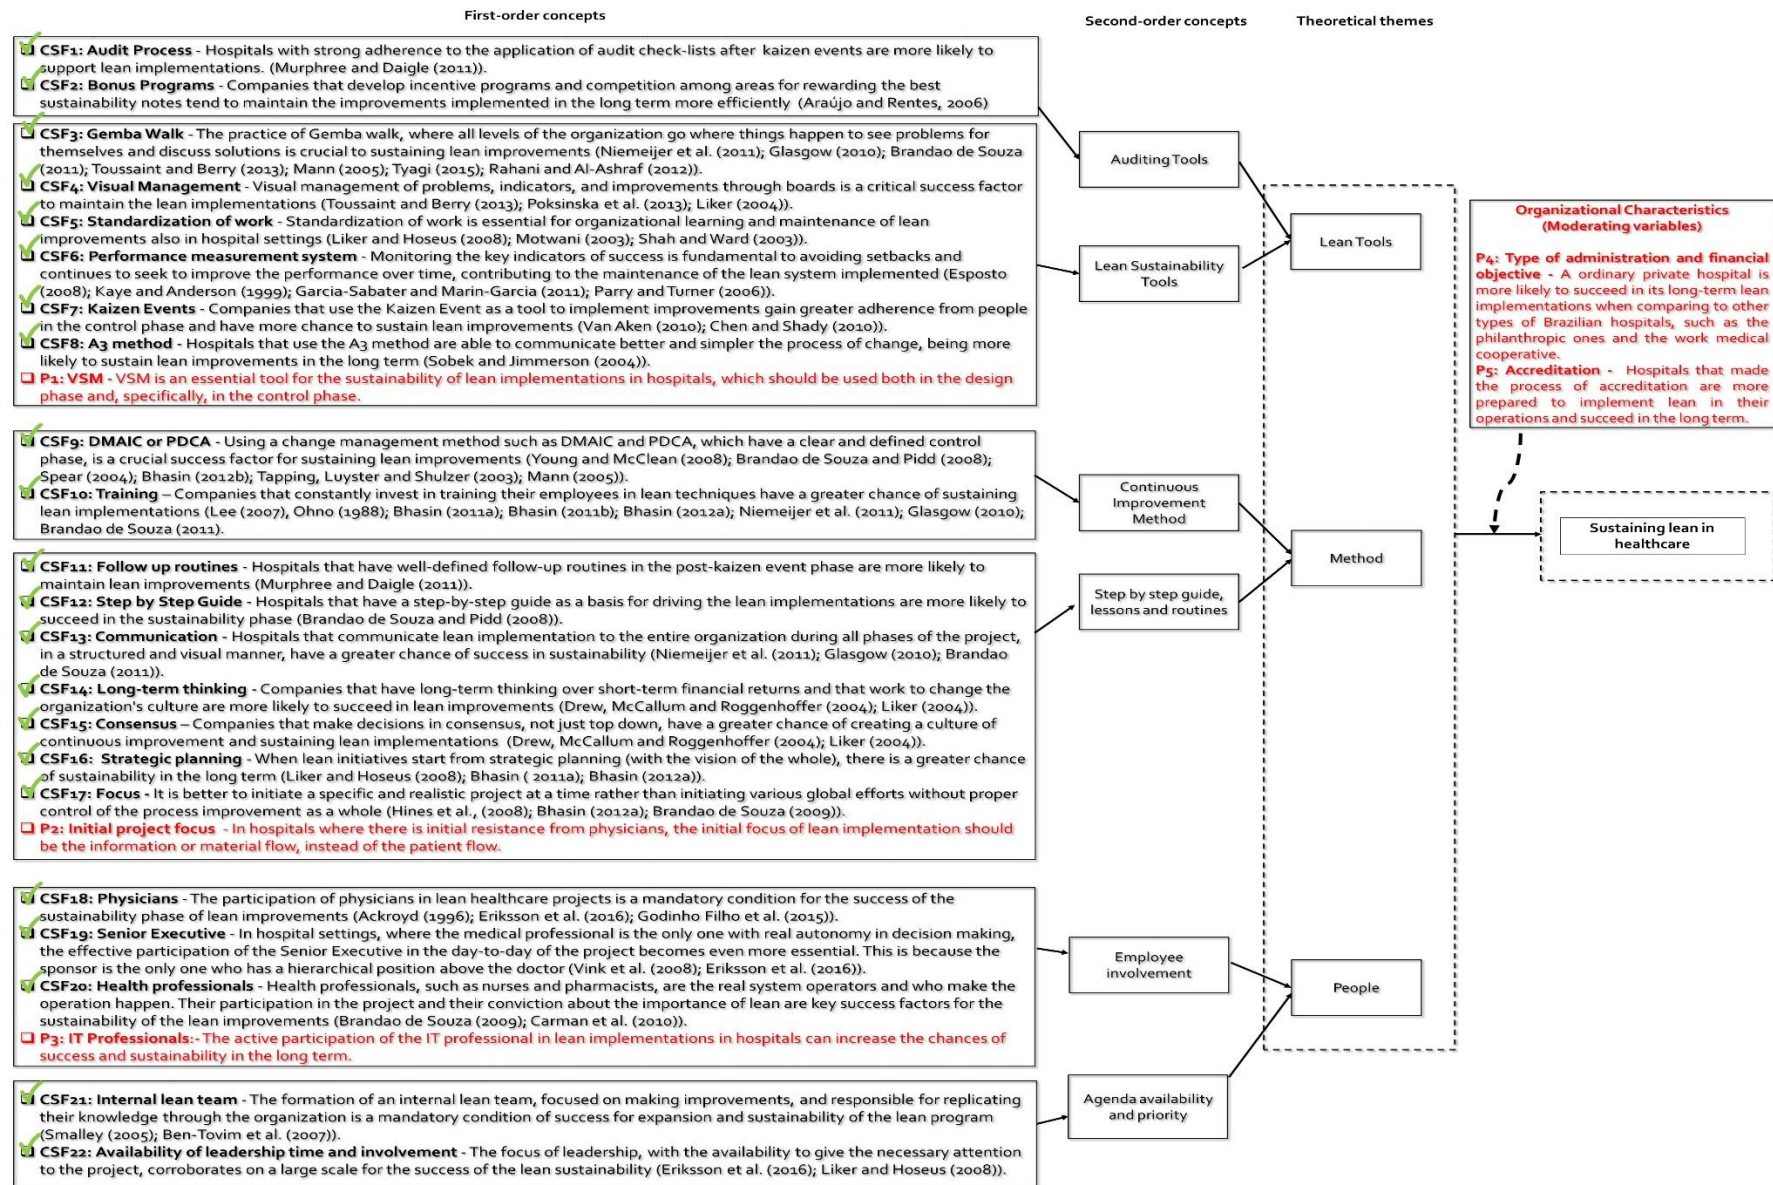 First-order concepts
Second-order concepts
Theoretical themes
CSF1: Audit Process - Hospitals with strong adherence to the application of audit check-lists after kaizen events are more likely to
support lean implementations. (Murphree and Daigle (2011)).
CSF2: Bonus Programs - Companies that develop incentive programs and competition among areas for rewarding the best
sustainability notes tend to maintain the improvements implemented in the long term more efficiently (Araújo and Rentes, 2006)
CSF3: Gemba Walk - The practice of Gemba walk, where all levels of the organization go where things happen to see problems for
themselves and discuss solutions is crucial to sustaining lean improvements (Niemeijer et al. (2011); Glasgow (2010); Brandao de Souza
(2011); Toussaint and Berry (2013); Mann (2005); Tyagi (2015); Rahani and Al-Ashraf (2012)).
CSF4: Visual Management - Visual management of problems, indicators, and improvements through boards is a critical success factor
to maintain the lean implementations (Toussaint and Berry (2013); Poksinska et al. (2013); Liker (2004)).
CSF5: Standardization of work - Standardization of work is essential for organizational learning and maintenance of lean
improvements also in hospital settings (Liker and Hoseus (2008); Motwani (2003); Shah and Ward (2003)).
CSF6: Performance measurement system - Monitoring the key indicators of success is fundamental to avoiding setbacks and
continues to seek to improve the performance over time, contributing to the maintenance of the lean system implemented (Esposto
(2008); Kaye and Anderson (1999); Garcia-Sabater and Marin-Garcia (2011); Parry and Turner (2006)).
CSF7: Kaizen Events - Companies that use the Kaizen Event as a tool to implement improvements gain greater adherence from people
in the control phase and have more chance to sustain lean improvements (Van Aken (2010); Chen and Shady (2010)).
CSF8: A3 method - Hospitals that use the A3 method are able to communicate better and simpler the process of change, being more
likely to sustain lean improvements in the long term (Sobek and Jimmerson (2004)).
P1: VSM - VSM is an essential tool for the sustainability of lean implementations in hospitals, which should be used both in the design
phase and, specifically, in the control phase.
CSF9: DMAIC or PDCA - Using a change management method such as DMAIC and PDCA, which have a clear and defined control
phase, is a crucial success factor for sustaining lean improvements (Young and McClean (2008); Brandao de Souza and Pidd (2008);
Spear (2004); Bhasin (2012b); Tapping, Luyster and Shulzer (2003); Mann (2005)).
CSF10: Training – Companies that constantly invest in training their employees in lean techniques have a greater chance of sustaining
lean implementations (Lee (2007), Ohno (1988); Bhasin (2011a); Bhasin (2011b); Bhasin (2012a); Niemeijer et al. (2011); Glasgow (2010);
Brandao de Souza (2011).
CSF11: Follow up routines - Hospitals that have well-defined follow-up routines in the post-kaizen event phase are more likely to
maintain lean improvements (Murphree and Daigle (2011)).
CSF12: Step by Step Guide - Hospitals that have a step-by-step guide as a basis for driving the lean implementations are more likely to
succeed in the sustainability phase (Brandao de Souza and Pidd (2008)).
CSF13: Communication - Hospitals that communicate lean implementation to the entire organization during all phases of the project,
in a structured and visual manner, have a greater chance of success in sustainability (Niemeijer et al. (2011); Glasgow (2010); Brandao
de Souza (2011)).
CSF14: Long-term thinking - Companies that have long-term thinking over short-term financial returns and that work to change the
organization's culture are more likely to succeed in lean improvements (Drew, McCallum and Roggenhoffer (2004); Liker (2004)).
CSF15: Consensus – Companies that make decisions in consensus, not just top down, have a greater chance of creating a culture of
continuous improvement and sustaining lean implementations (Drew, McCallum and Roggenhoffer (2004); Liker (2004)).
CSF16: Strategic planning - When lean initiatives start from strategic planning (with the vision of the whole), there is a greater chance
of sustainability in the long term (Liker and Hoseus (2008); Bhasin ( 2011a); Bhasin (2012a)).
CSF17: Focus - It is better to initiate a specific and realistic project at a time rather than initiating various global efforts without proper
control of the process improvement as a whole (Hines et al., (2008); Bhasin (2012a); Brandao de Souza (2009)).
P2: Initial project focus - In hospitals where there is initial resistance from physicians, the initial focus of lean implementation should
be the information or material flow, instead of the patient flow.
CSF18: Physicians - The participation of physicians in lean healthcare projects is a mandatory condition for the success of the
sustainability phase of lean improvements (Ackroyd (1996); Eriksson et al. (2016); Godinho Filho et al. (2015)).
CSF19: Senior Executive - In hospital settings, where the medical professional is the only one with real autonomy in decision making,
the effective participation of the Senior Executive in the day-to-day of the project becomes even more essential. This is because the
sponsor is the only one who has a hierarchical position above the doctor (Vink et al. (2008); Eriksson et al. (2016)).
CSF20: Health professionals - Health professionals, such as nurses and pharmacists, are the real system operators and who make the
operation happen. Their participation in the project and their conviction about the importance of lean are key success factors for the
sustainability of the lean improvements (Brandao de Souza (2009); Carman et al. (2010)).
P3: IT Professionals:- The active participation of the IT professional in lean implementations in hospitals can increase the chances of
success and sustainability in the long term.
CSF21: Internal lean team - The formation of an internal lean team, focused on making improvements, and responsible for replicating
their knowledge through the organization is a mandatory condition of success for expansion and sustainability of the lean program
(Smalley (2005); Ben-Tovim et al. (2007)).
CSF22: Availability of leadership time and involvement - The focus of leadership, with the availability to give the necessary attention
to the project, corroborates on a large scale for the success of the lean sustainability (Eriksson et al. (2016); Liker and Hoseus (2008)).
Auditing Tools
Lean Sustainability
Tools
Continuous
Improvement
Method
Step by step guide,
lessons and routines
Employee
involvement
Agenda availability
and priority
Lean Tools
Method
People
Organizational Characteristics
(Moderating variables)
P4: Type of administration and financial
objective - A ordinary private hospital is
more likely to succeed in its long-term lean
implementations when comparing to other
types of Brazilian hospitals, such as the
philanthropic ones and the work medical
cooperative.
P5: Accreditation - Hospitals that made
the process of accreditation are more
prepared to implement lean in their
operations and succeed in the long term.
Sustaining lean in
healthcare